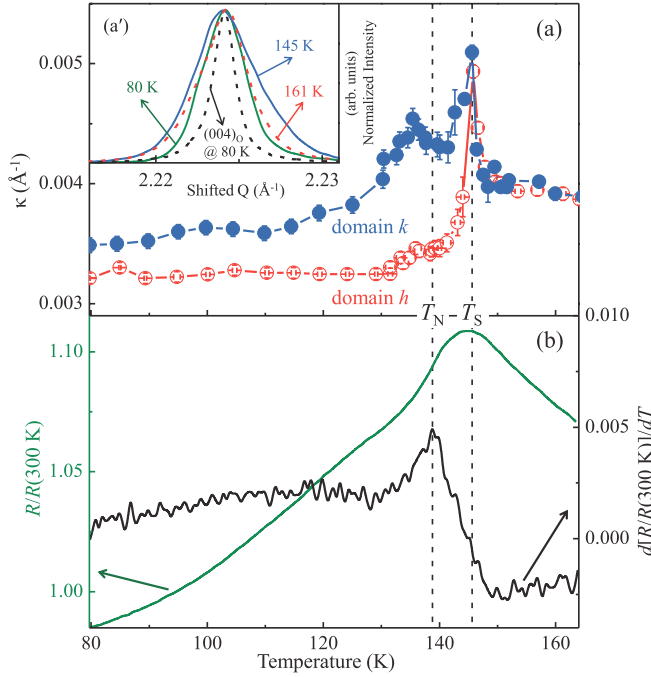 (a′)
145 K
80 K
161 K
(004)O
@ 80 K
2.22
2.23
Shifted Q (Å⁻¹)
(arb. units)
Normalized Intensity
(a)
0.005
0.004
0.003
κ (Å⁻¹)
domain k
domain h
TN
TS
(b)
1.10
1.05
1.00
R/R(300 K)
0.010
0.005
0.000
d[R/R(300 K)]/dT
80
100
120
140
160
Temperature (K)